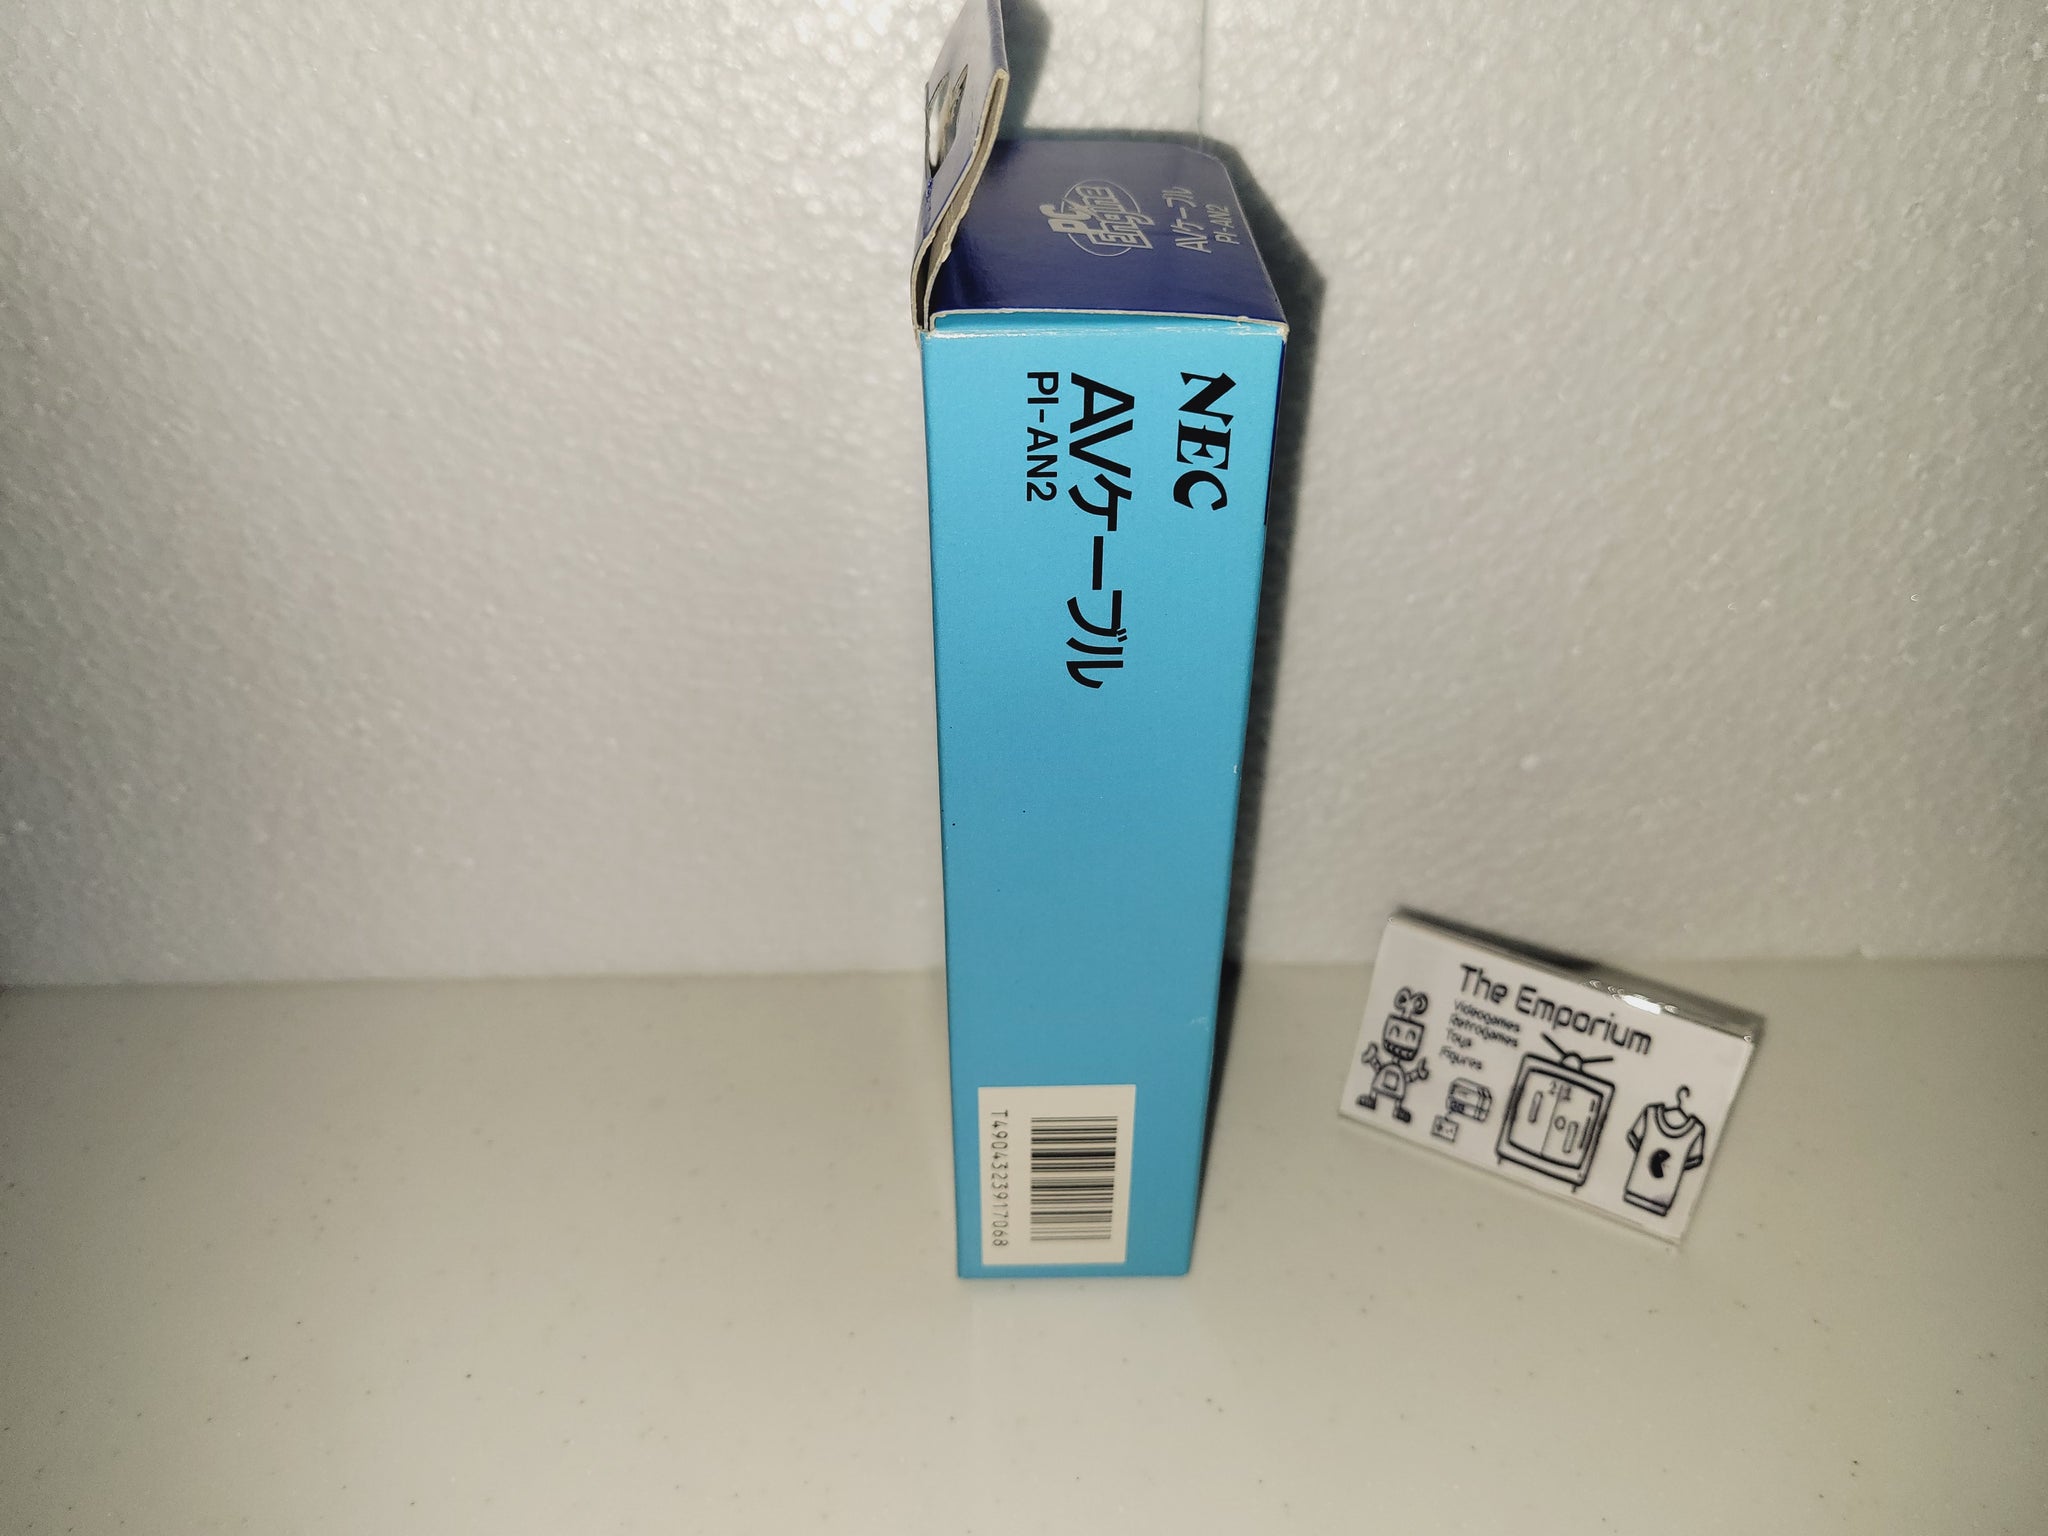 PC Engine
AVケーブル
PI-AN2
NEC
AVケーブル
PI-AN2
T4904323917068
The Emporium
Videogames
Retrogames
Toys
Figures